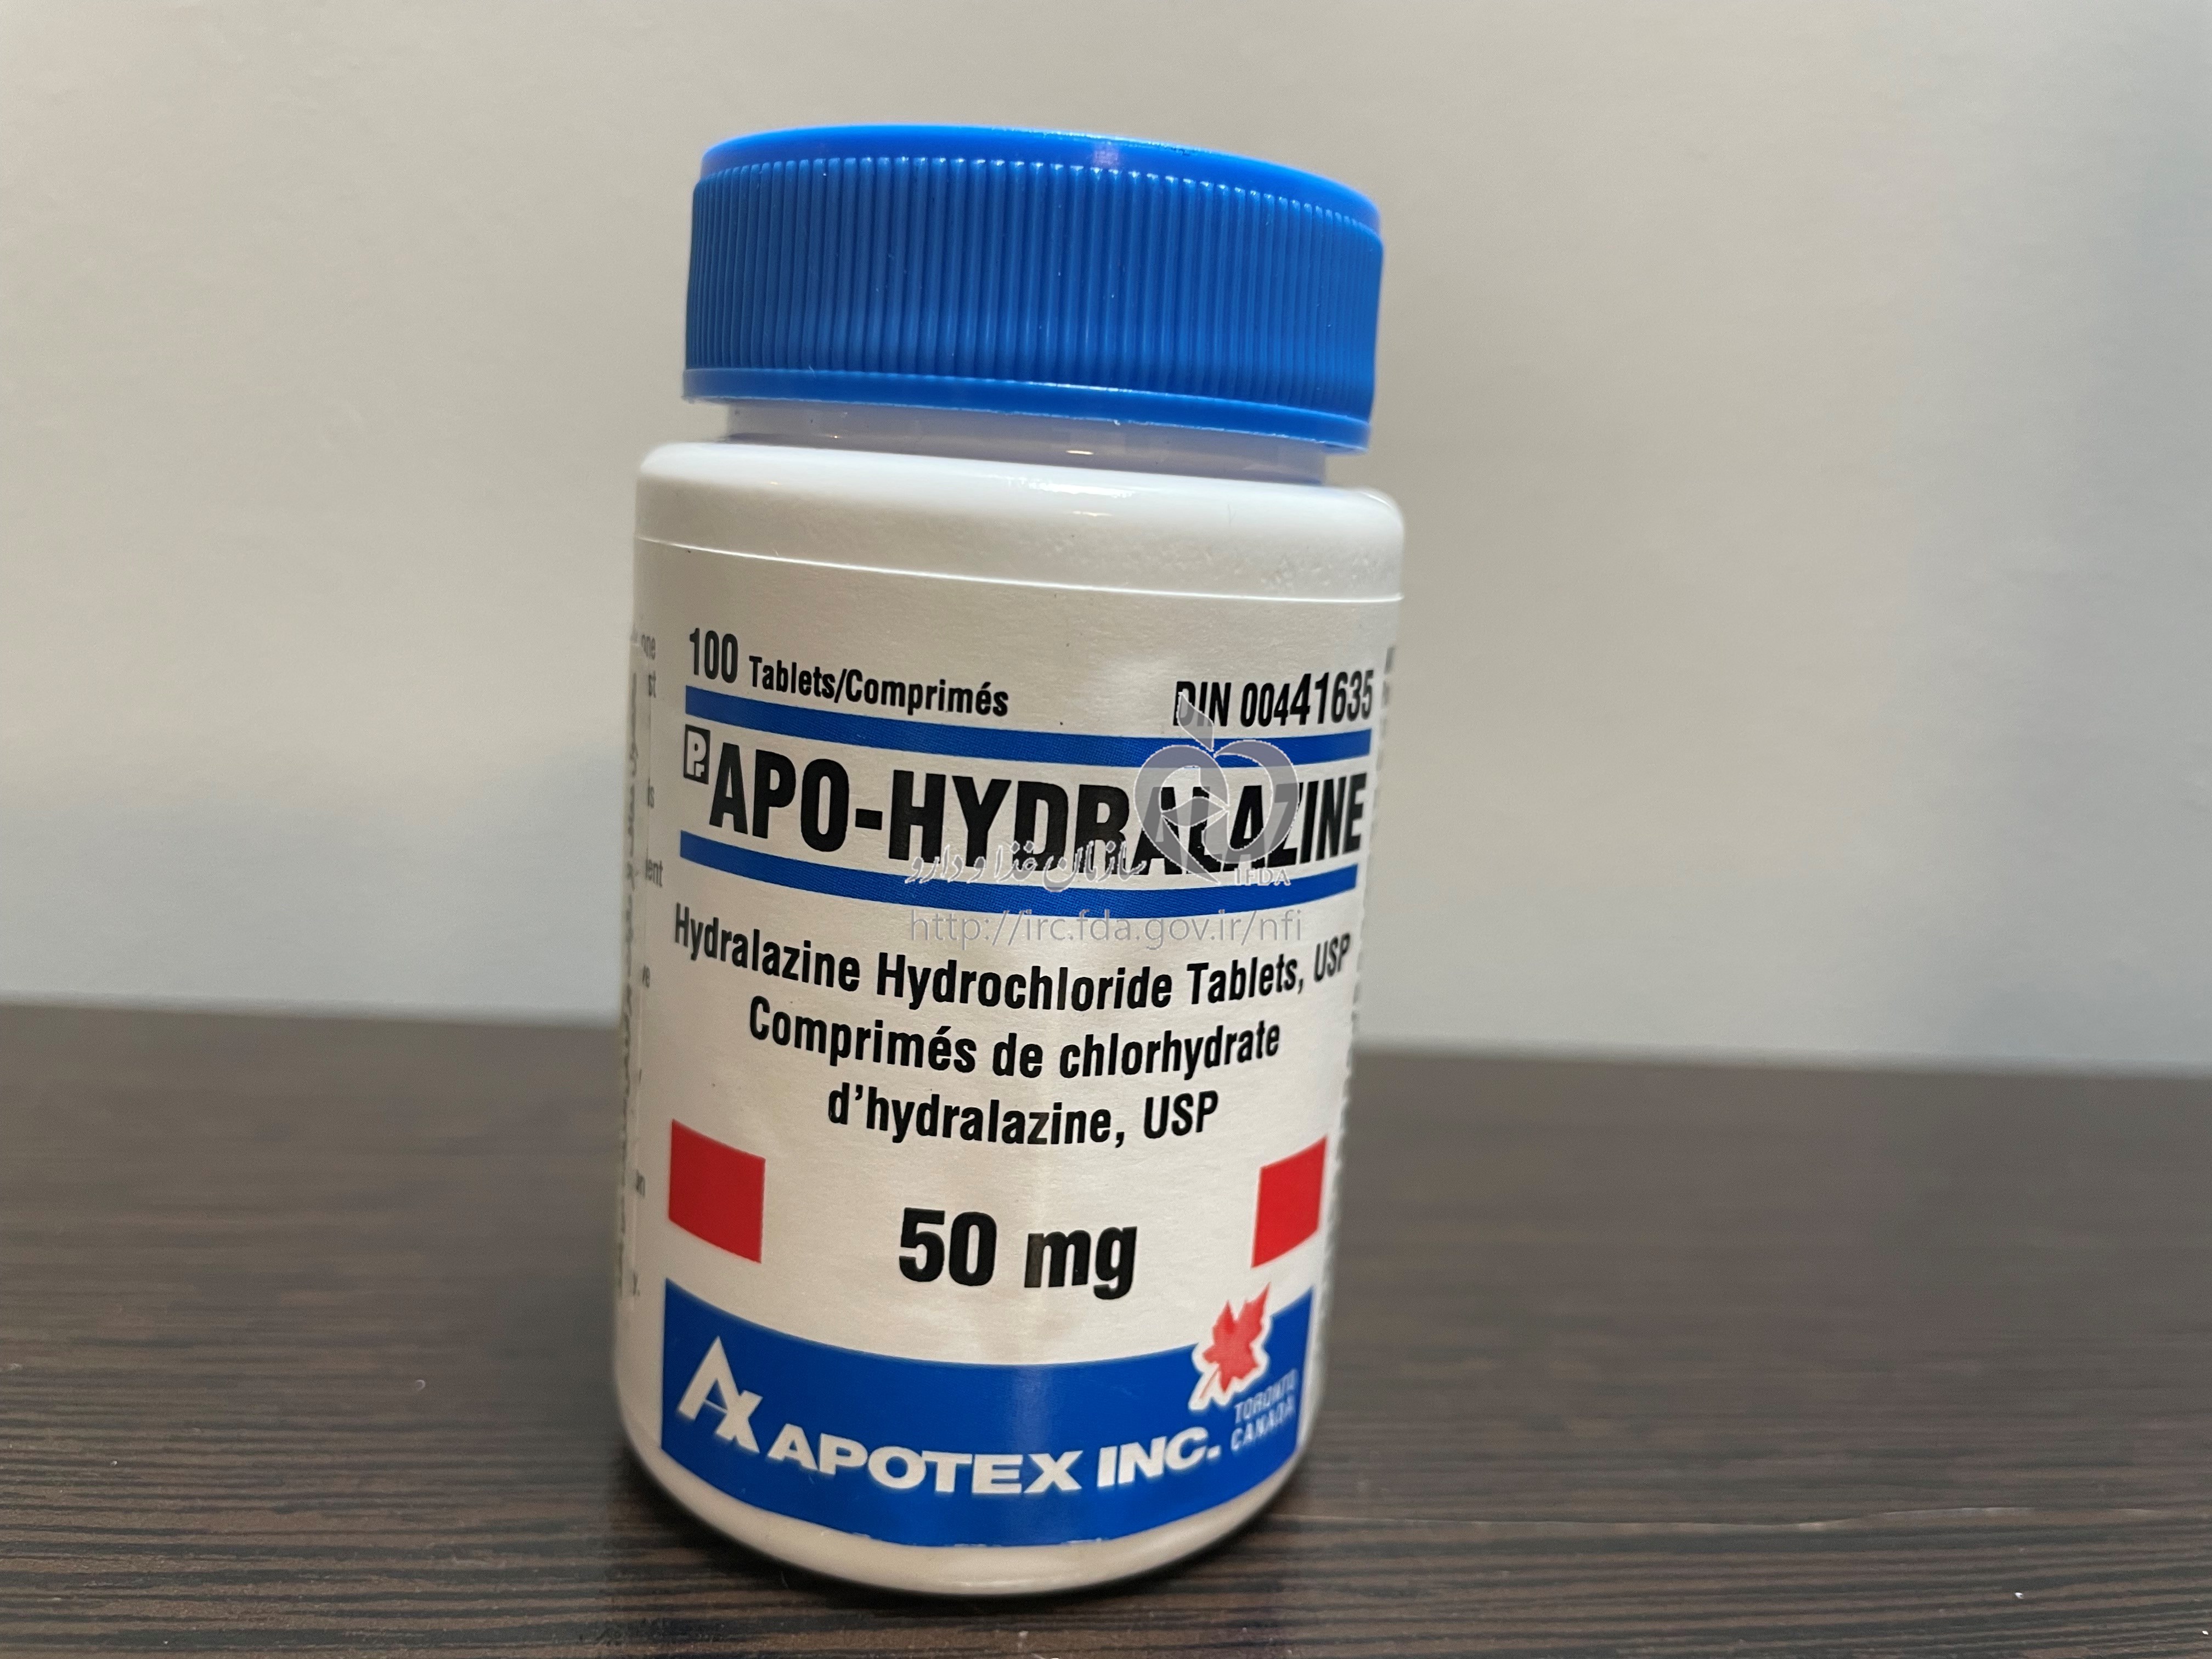 100 Tablets/Comprimés
DIN 00441635
Pr APO-HYDRALAZINE
سازمان غذا و دارو
IFDA
http://irc.fda.gov.ir/nfi
Hydralazine Hydrochloride Tablets, USP
Comprimés de chlorhydrate
d'hydralazine, USP
50 mg
APOTEX INC.
TORONTO
CANADA